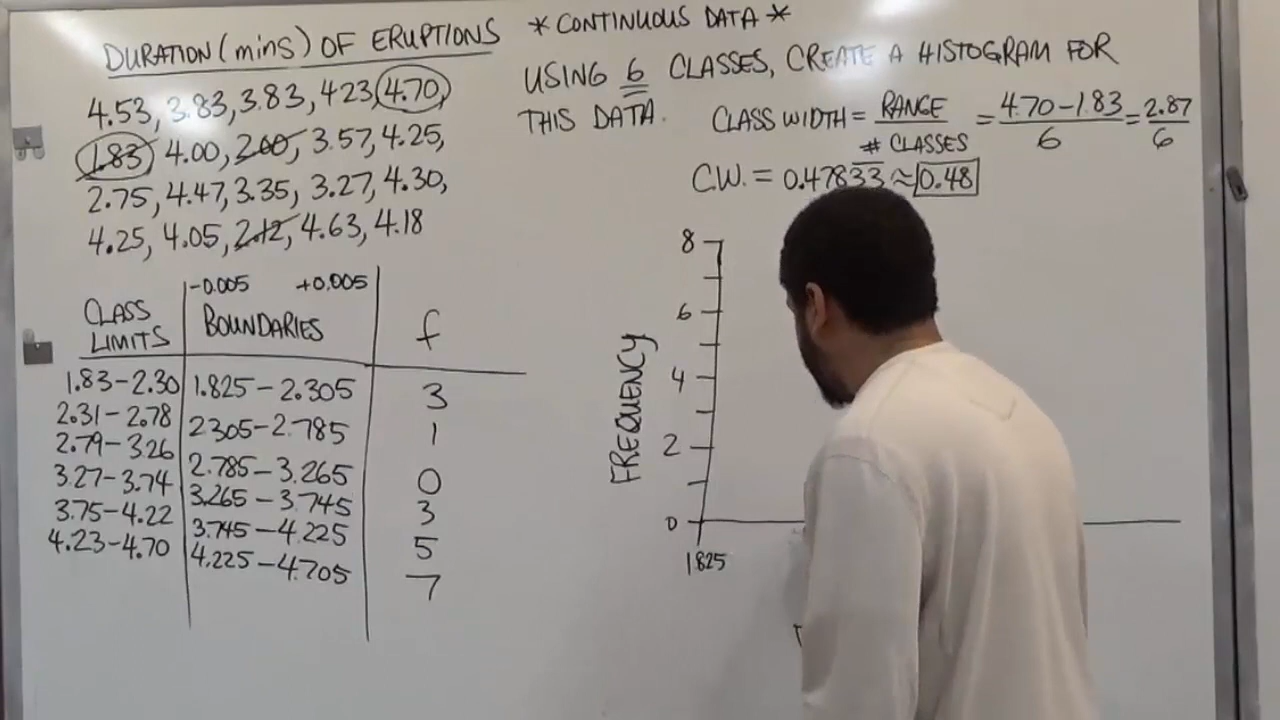 DURATION (mins) OF ERUPTIONS
4.53, 3.83, 3.83, 423, 4.70,
1.83, 4.00, 2.00, 3.57, 4.25,
2.75, 4.47, 3.35, 3.27, 4.30,
4.25, 4.05, 2.12, 4.63, 4.18
* CONTINUOUS DATA *
USING 6 CLASSES, CREATE A HISTOGRAM FOR
THIS DATA.
CLASS WIDTH = RANGE / # CLASSES = 4.70-1.83 / 6 = 2.87 / 6
C.W. = 0.47833 ≈ 0.48
-0.005 +0.005
CLASS LIMITS BOUNDARIES f
1.83-2.30 1.825-2.305 3
2.31-2.78 2305-2.785 1
2.79-3.26 2.785-3.265 0
3.27-3.74 3.265-3.745 3
3.75-4.22 3.745-4.225 5
4.23-4.70 4.225-4.705 7
FREQUENCY
8
6
4
2
0
1825